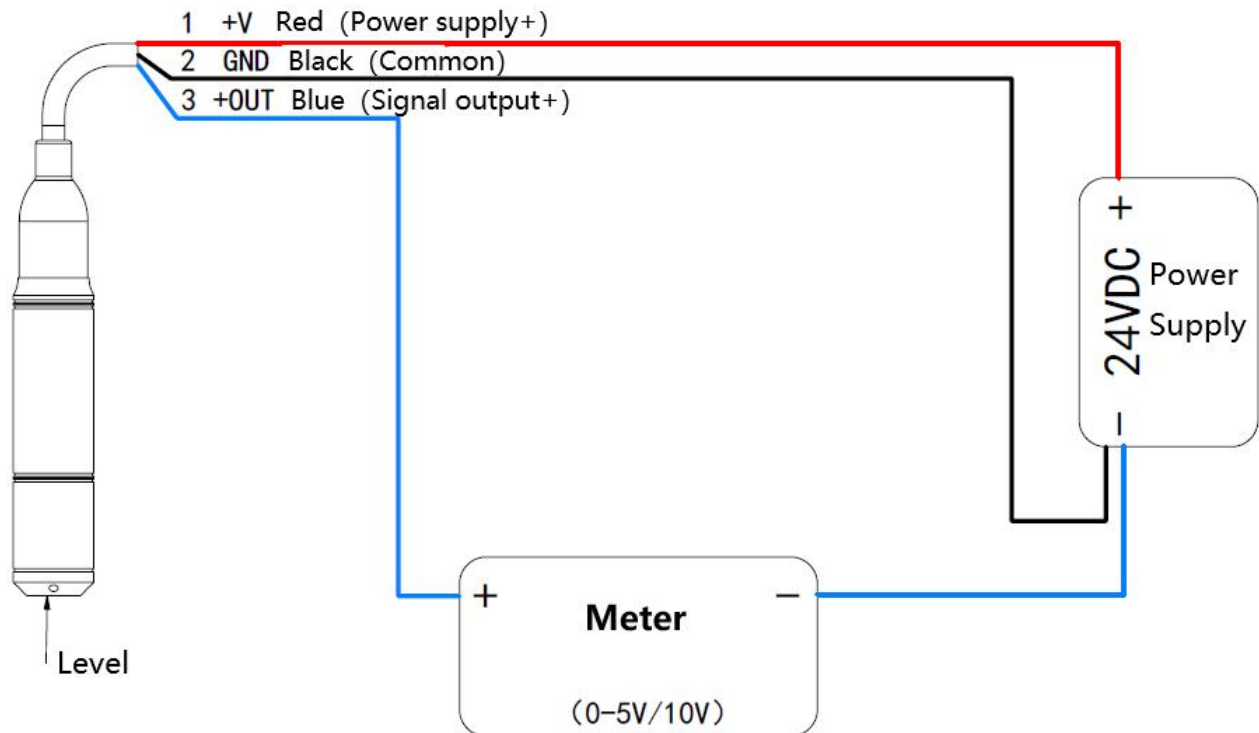 1 +V Red (Power supply+)
2 GND Black (Common)
3 +OUT Blue (Signal output+)
+
24VDC
Power
Supply
−
+
Meter
−
(0-5V/10V)
Level